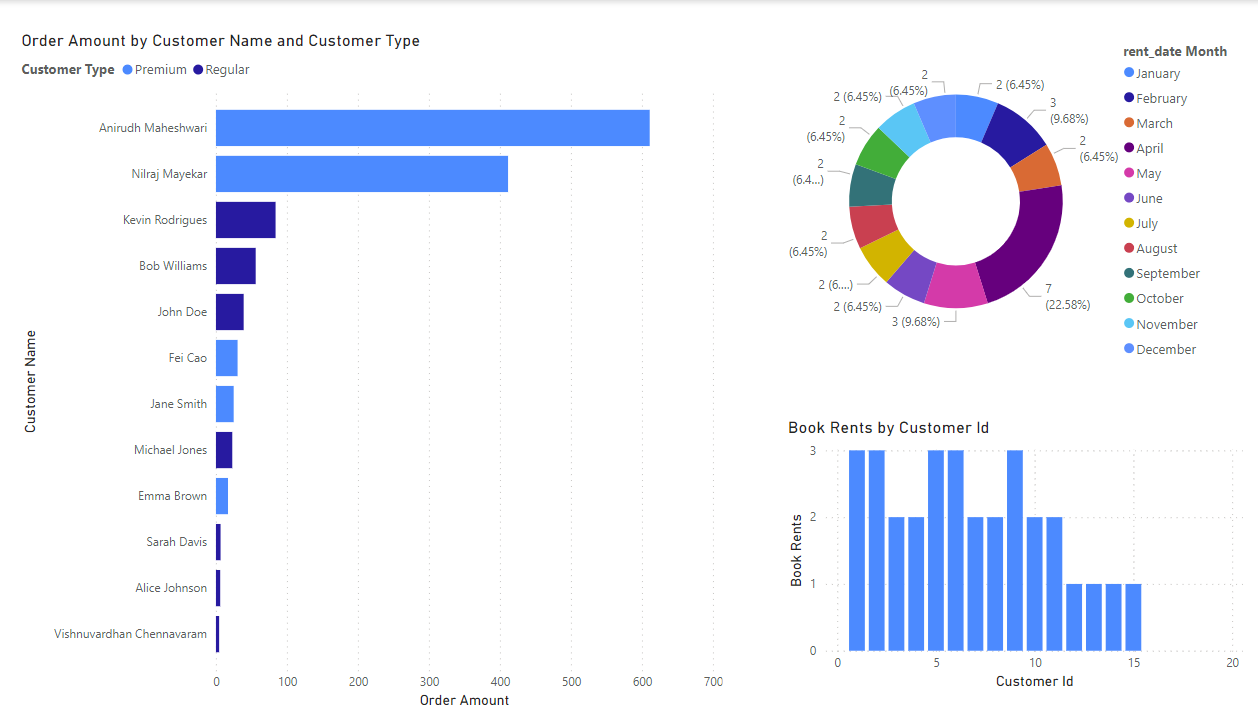 Order Amount by Customer Name and Customer Type
Customer Type Premium Regular
Customer Name
Anirudh Maheshwari
Nilraj Mayekar
Kevin Rodrigues
Bob Williams
John Doe
Fei Cao
Jane Smith
Michael Jones
Emma Brown
Sarah Davis
Alice Johnson
Vishnuvardhan Chennavaram
0 100 200 300 400 500 600 700
Order Amount
2 (6.45%)
3
(9.68%)
2
(6.45%)
7
(22.58%)
3 (9.68%)
2 (6.45%)
2 (6....)
2
(6.45%)
2
(6.4...)
2
(6.45%)
2 (6.45%)
2
(6.45%)
rent_date Month
January
February
March
April
May
June
July
August
September
October
November
December
Book Rents by Customer Id
Book Rents
3
2
1
0
0 5 10 15 20
Customer Id